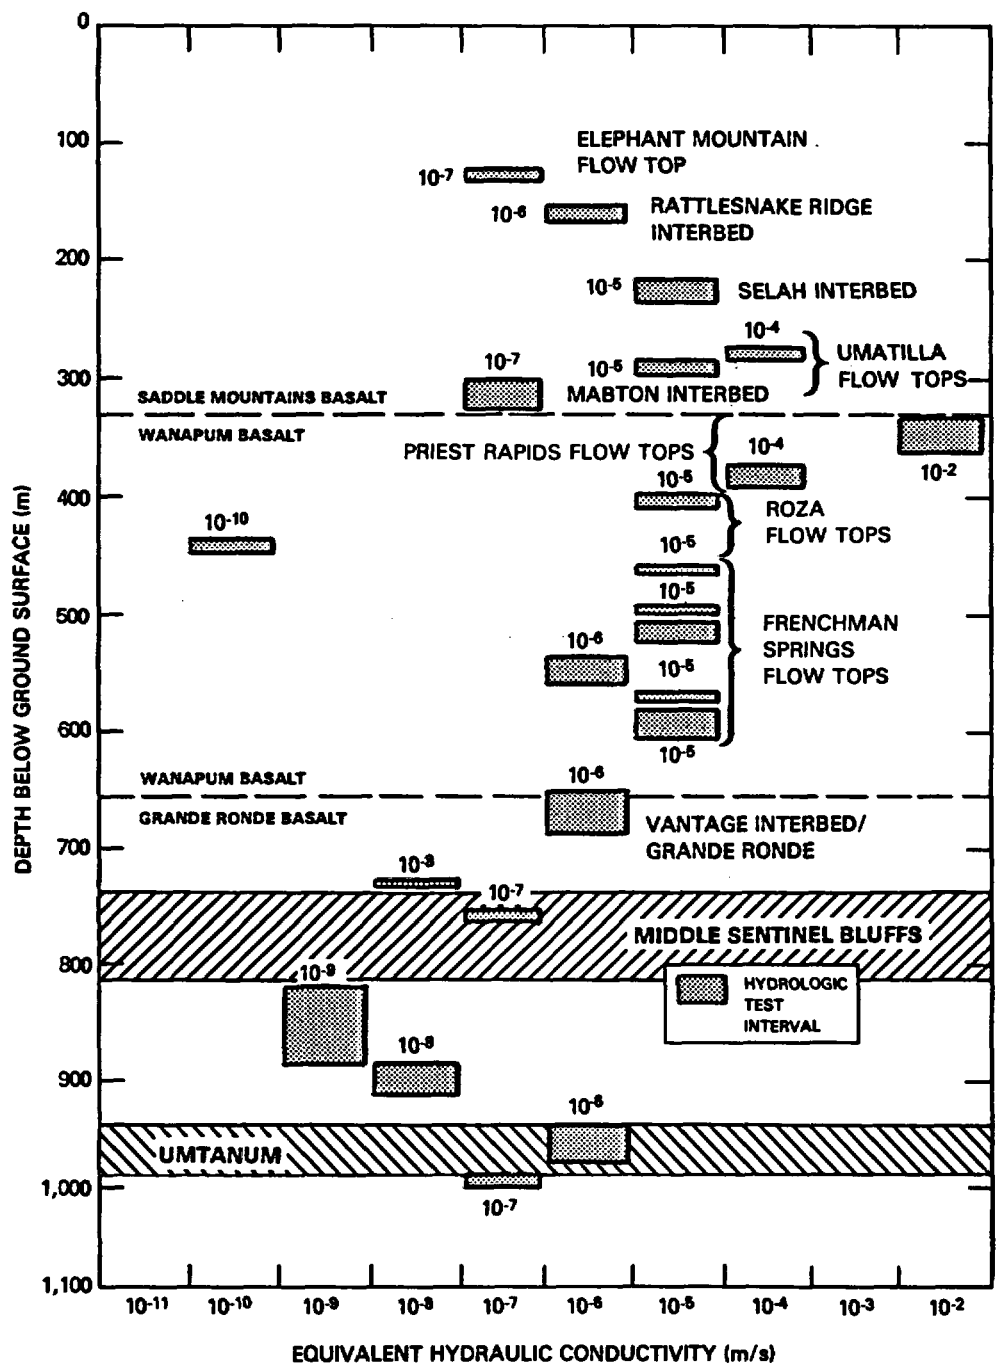 0
100
200
300
400
500
600
700
800
900
1,000
1,100
DEPTH BELOW GROUND SURFACE (m)
ELEPHANT MOUNTAIN
FLOW TOP
10-7
10-6
RATTLESNAKE RIDGE
INTERBED
10-5
SELAH INTERBED
10-4
UMATILLA
FLOW TOPS
10-7
10-5
MABTON INTERBED
SADDLE MOUNTAINS BASALT
WANAPUM BASALT
PRIEST RAPIDS FLOW TOPS
10-4
10-2
10-5
ROZA
FLOW TOPS
10-10
10-5
10-5
FRENCHMAN
SPRINGS
FLOW TOPS
10-6
10-5
10-5
WANAPUM BASALT
10-6
GRANDE RONDE BASALT
VANTAGE INTERBED/
GRANDE RONDE
10-8
10-7
MIDDLE SENTINEL BLUFFS
10-9
HYDROLOGIC
TEST
INTERVAL
10-8
10-6
UMTANUM
10-7
10-11 10-10 10-9 10-8 10-7 10-6 10-5 10-4 10-3 10-2
EQUIVALENT HYDRAULIC CONDUCTIVITY (m/s)